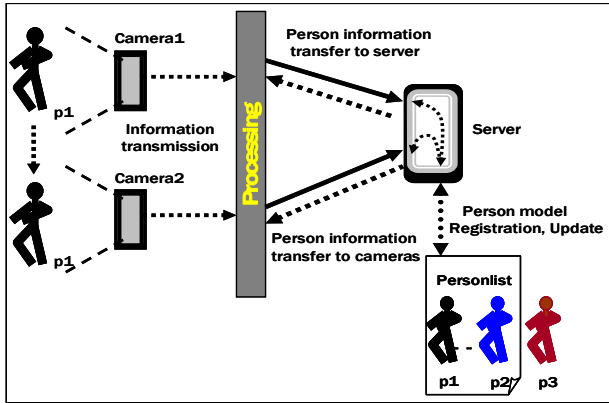 Camera1
p1
Information
transmission
Camera2
p1
Processing
Person information
transfer to server
Server
Person information
transfer to cameras
Person model
Registration, Update
Personlist
p1
p2
p3